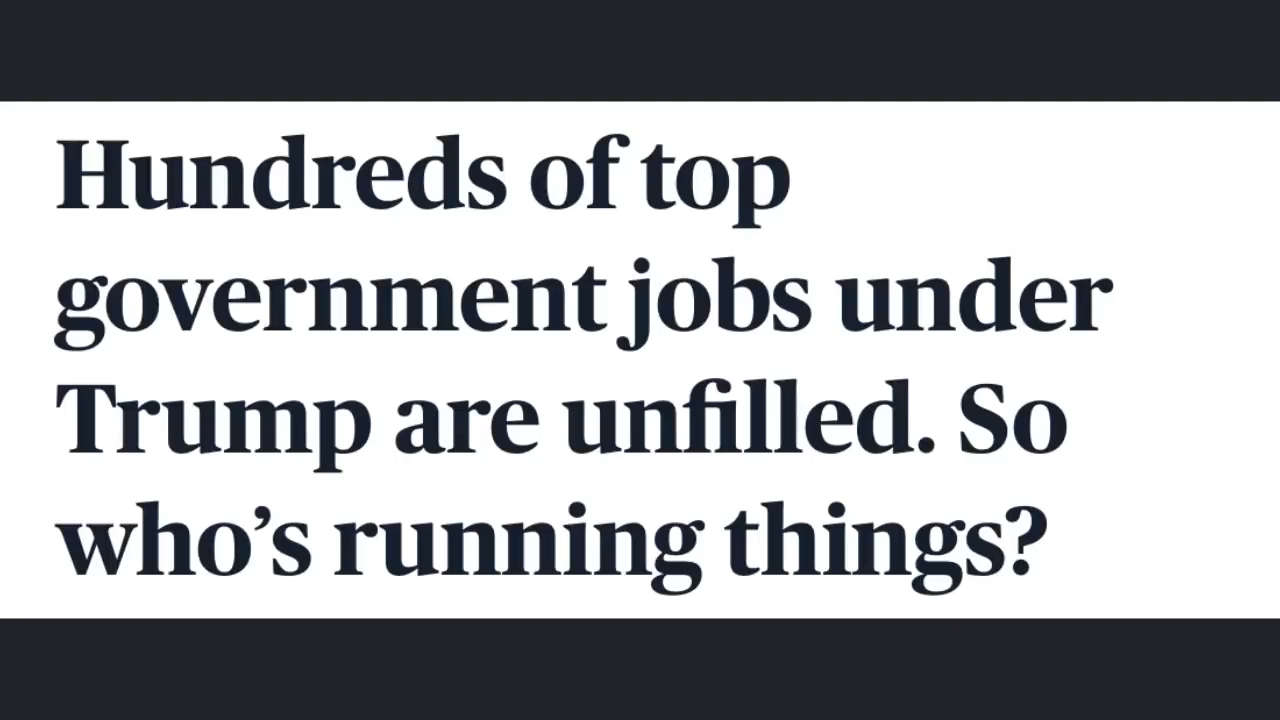 Hundreds of top
government jobs under
Trump are unfilled. So
who’s running things?